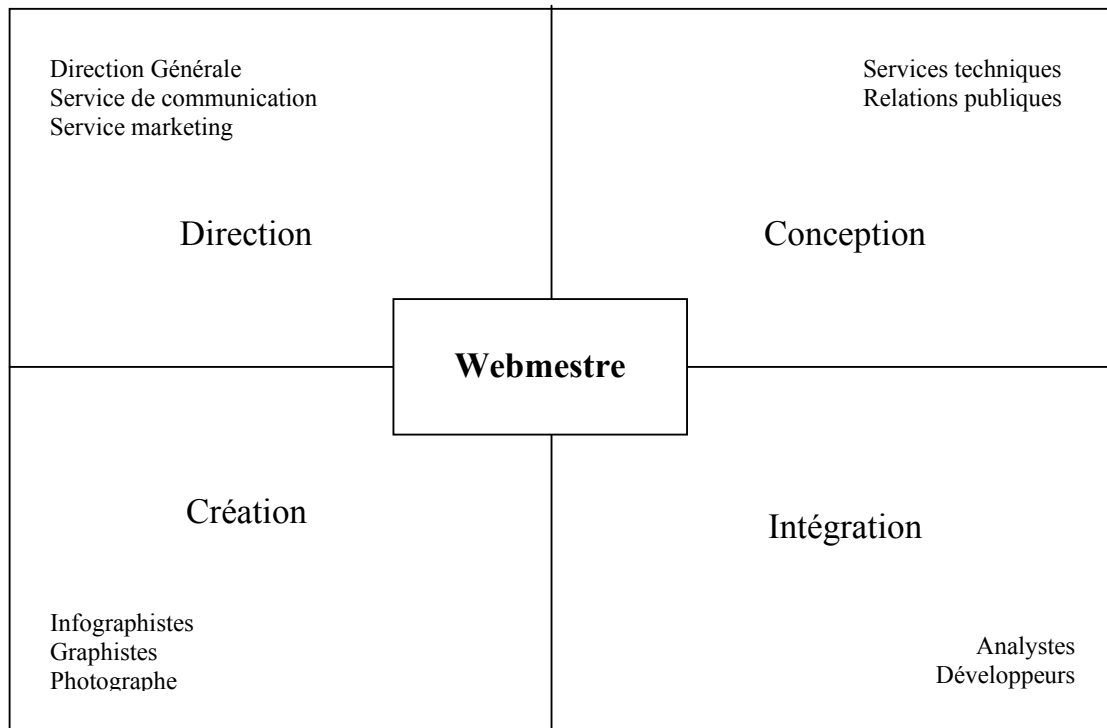 Direction Générale
Service de communication
Service marketing
Services techniques
Relations publiques
Direction
Conception
Webmestre
Création
Intégration
Infographistes
Graphistes
Photographe
Analystes
Développeurs